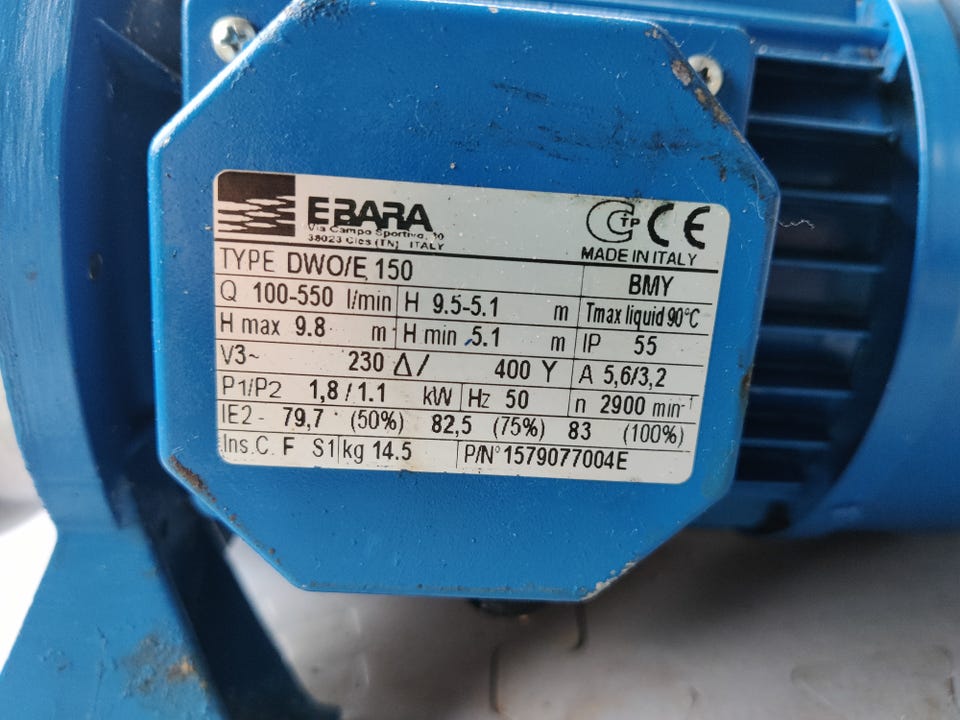 EBARA
Via Campo Sportivo, 30
38023 Cles (TN) ITALY
TP CE
MADE IN ITALY
TYPE DWO/E 150 BMY
Q 100-550 l/min H 9.5-5.1 m Tmax liquid 90°C
H max 9.8 m H min 5.1 m IP 55
V3~ 230 Δ/ 400 Y A 5,6/3,2
P1/P2 1,8/1.1 kW Hz 50 n 2900 min-1
IE2- 79,7 (50%) 82,5 (75%) 83 (100%)
Ins.C. F S1 kg 14.5 P/N° 1579077004E